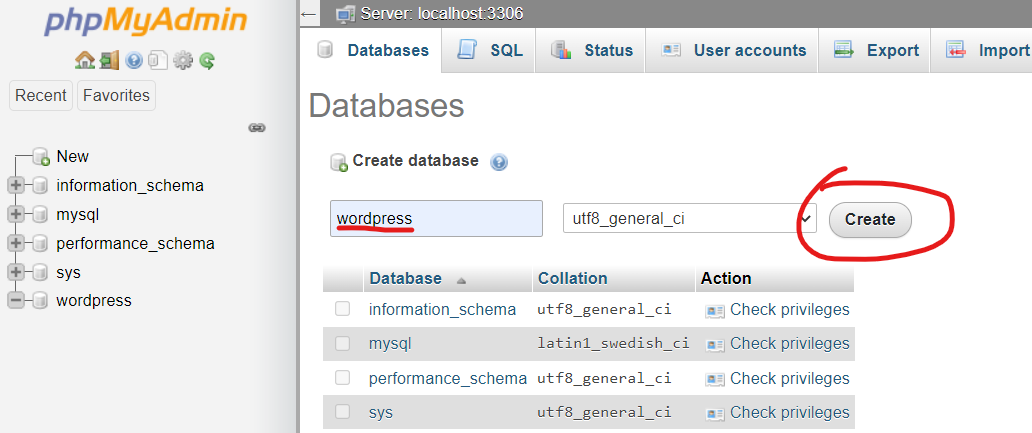 phpMyAdmin
Recent Favorites
New
information_schema
mysql
performance_schema
sys
wordpress
Server: localhost:3306
Databases SQL Status User accounts Export Import
Databases
Create database
wordpress utf8_general_ci Create
Database Collation Action
information_schema utf8_general_ci Check privileges
mysql latin1_swedish_ci Check privileges
performance_schema utf8_general_ci Check privileges
sys utf8_general_ci Check privileges